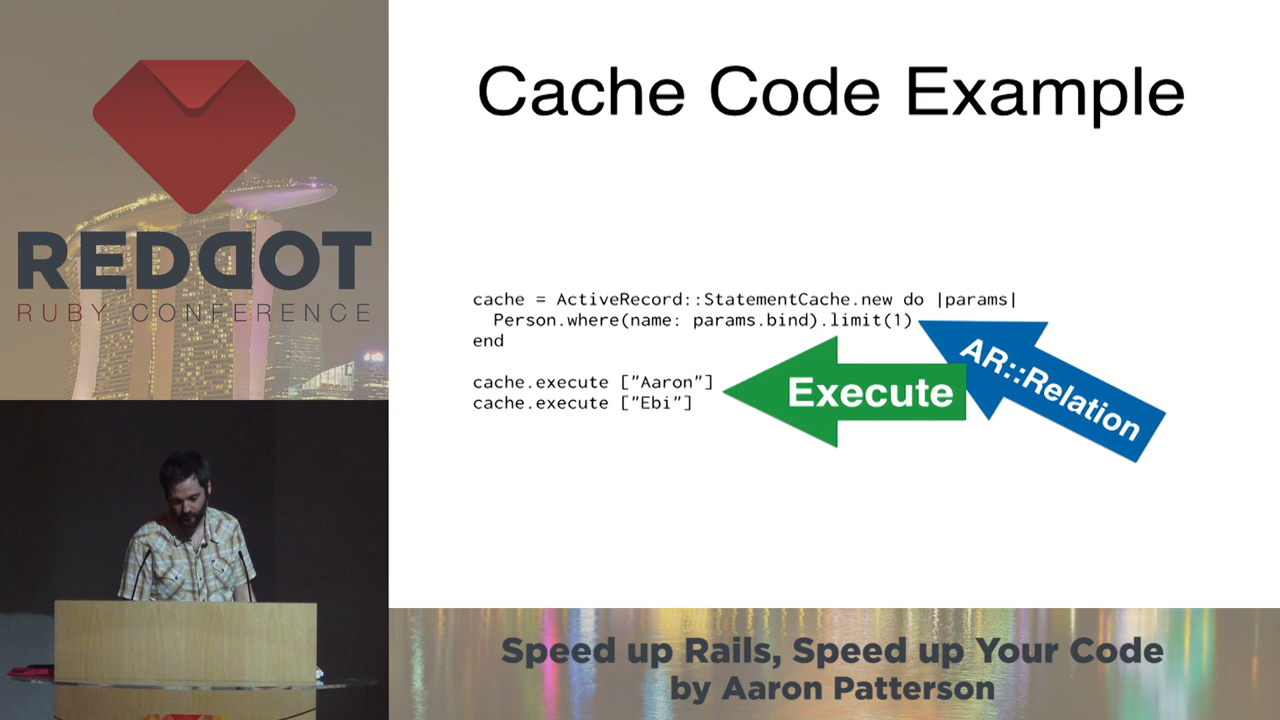 REDDOT
RUBY CONFERENCE
Cache Code Example
cache = ActiveRecord::StatementCache.new do |params|
  Person.where(name: params.bind).limit(1)
end
cache.execute ["Aaron"]
cache.execute ["Ebi"]
Execute
AR::Relation
Speed up Rails, Speed up Your Code
by Aaron Patterson